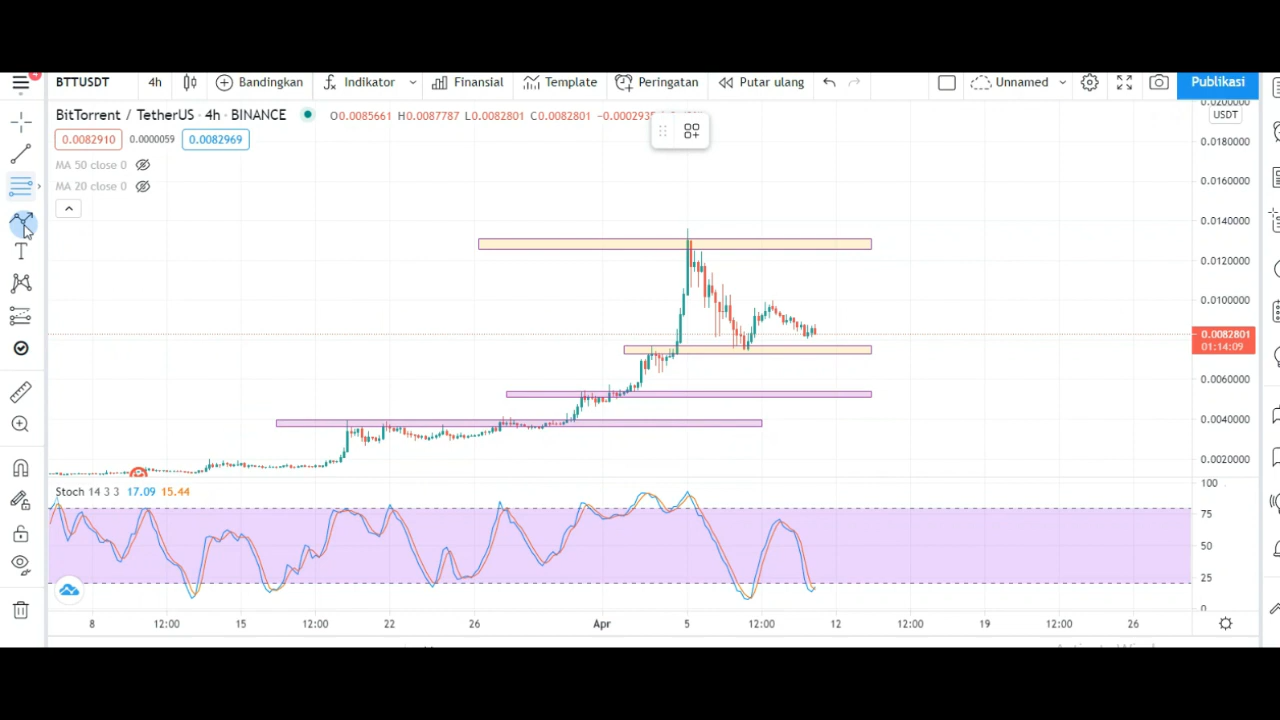 4
BTTUSDT 4h Bandingkan Indikator Finansial Template Peringatan Putar ulang Unnamed Publikasi
BitTorrent / TetherUS · 4h · BINANCE O0.0085661 H0.0087787 L0.0082801 C0.0082801
USDT
0.0082910 0.0000059 0.0082969
0.0180000
MA 50 close 0
0.0160000
MA 20 close 0
0.0140000
0.0120000
0.0100000
0.0082801
01:14:09
0.0060000
0.0040000
0.0020000
Stoch 14 3 3 17.09 15.44
100
75
50
25
0
8 12:00 15 12:00 22 26 Apr 5 12:00 12 12:00 19 12:00 26